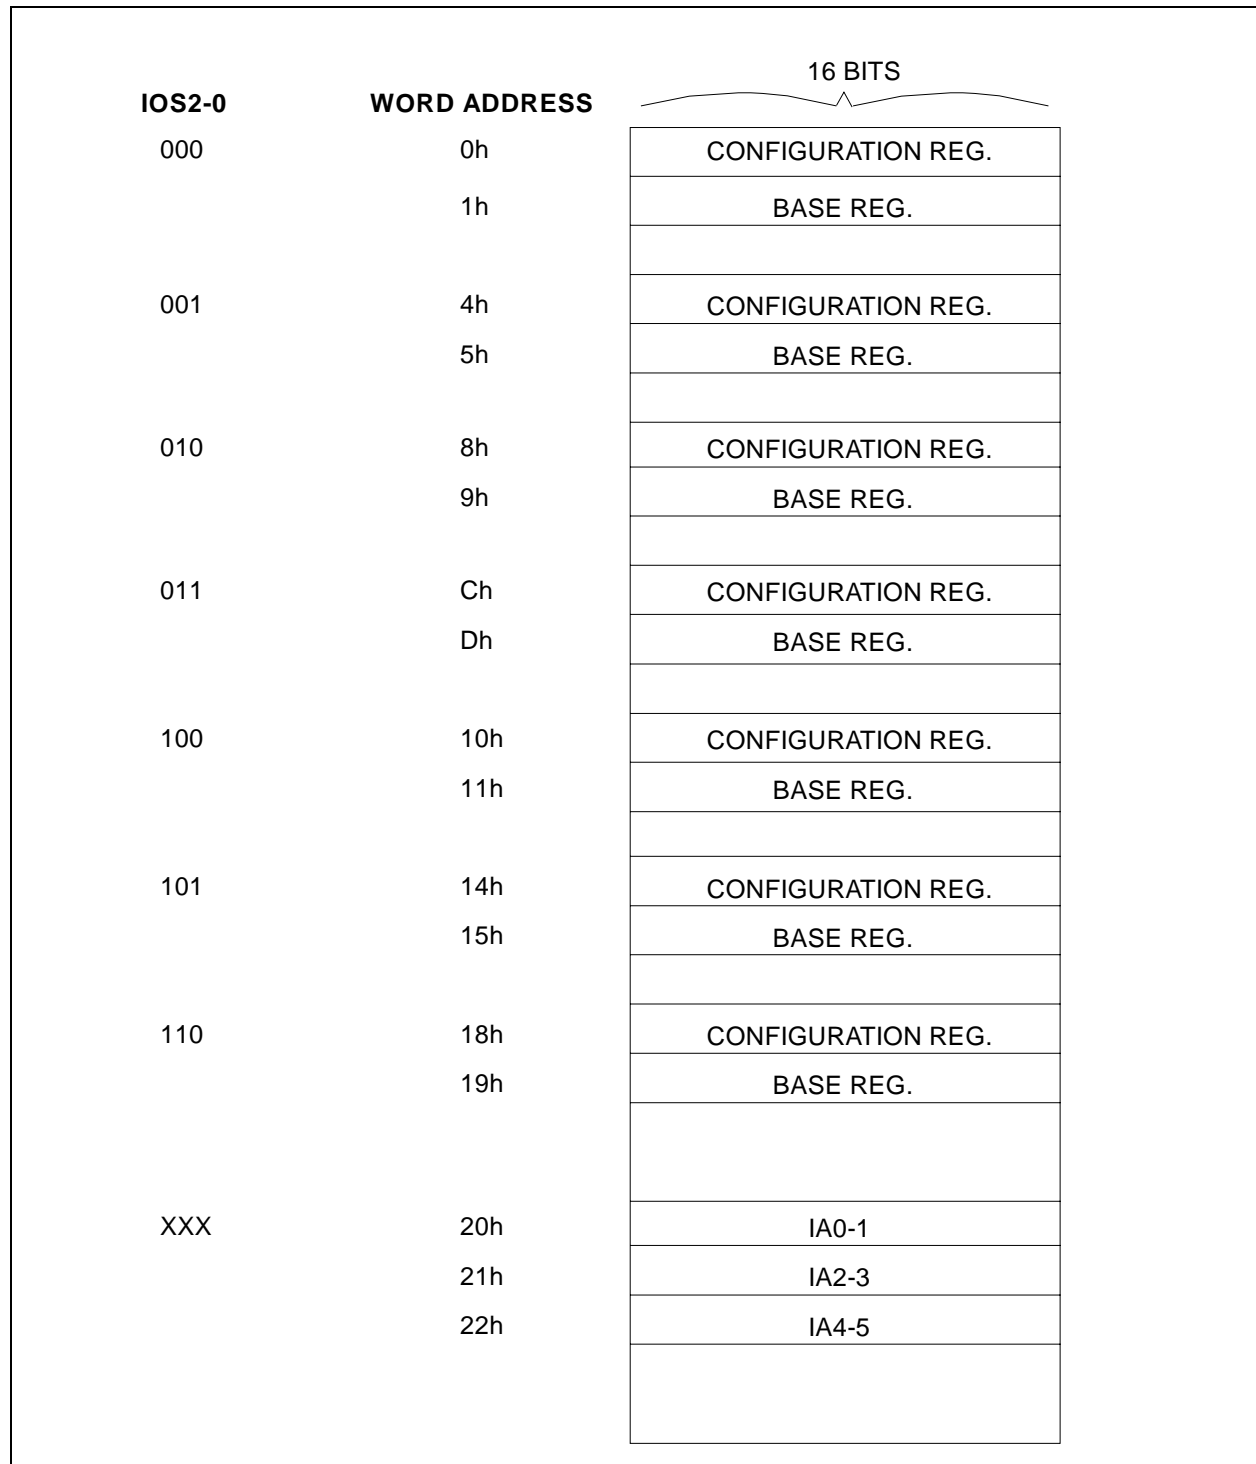 16 BITS
IOS2-0 WORD ADDRESS
000 0h CONFIGURATION REG.
1h BASE REG.
001 4h CONFIGURATION REG.
5h BASE REG.
010 8h CONFIGURATION REG.
9h BASE REG.
011 Ch CONFIGURATION REG.
Dh BASE REG.
100 10h CONFIGURATION REG.
11h BASE REG.
101 14h CONFIGURATION REG.
15h BASE REG.
110 18h CONFIGURATION REG.
19h BASE REG.
XXX 20h IA0-1
21h IA2-3
22h IA4-5